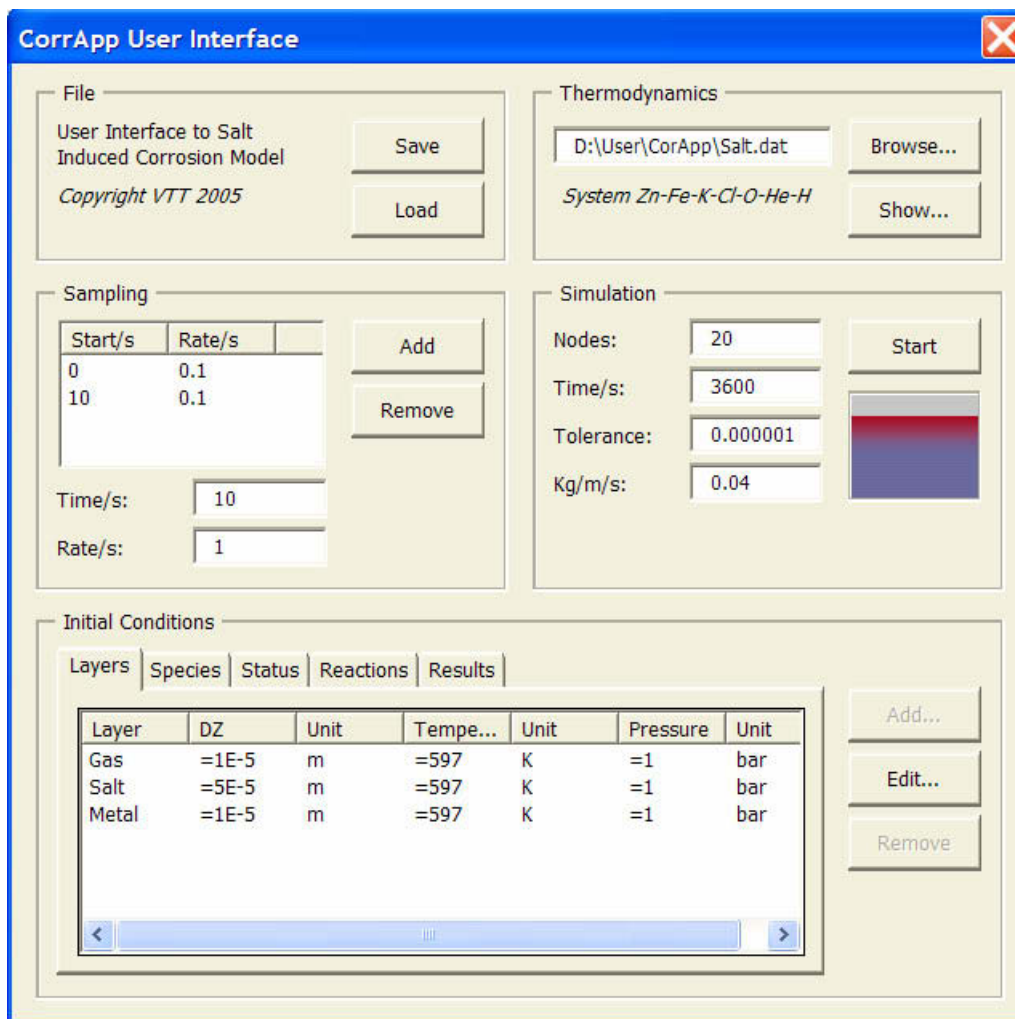 CorrApp User Interface
File
User Interface to Salt
Induced Corrosion Model
Copyright VTT 2005
Save
Load
Thermodynamics
D:\User\CorApp\Salt.dat
Browse...
System Zn-Fe-K-Cl-O-He-H
Show...
Sampling
Start/s Rate/s
0 0.1
10 0.1
Add
Remove
Time/s: 10
Rate/s: 1
Simulation
Nodes: 20
Time/s: 3600
Tolerance: 0.000001
Kg/m/s: 0.04
Start
Initial Conditions
Layers Species Status Reactions Results
Layer DZ Unit Tempe... Unit Pressure Unit
Gas =1E-5 m =597 K =1 bar
Salt =5E-5 m =597 K =1 bar
Metal =1E-5 m =597 K =1 bar
Add...
Edit...
Remove